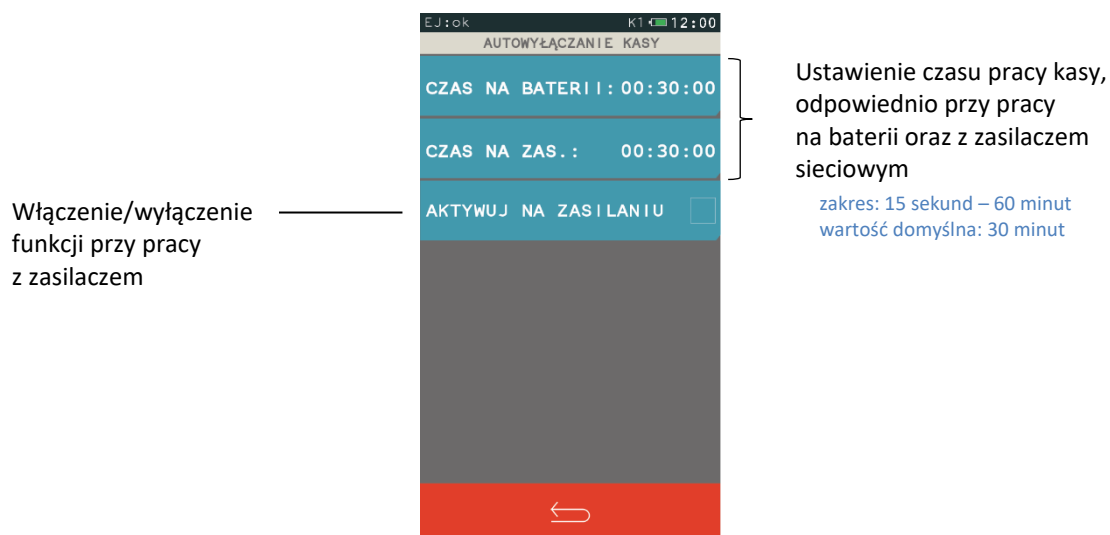 EJ:ok K1 12:00
AUTOWYŁĄCZANIE KASY
CZAS NA BATERII: 00:30:00
CZAS NA ZAS.: 00:30:00
AKTYWUJ NA ZASILANIU
Ustawienie czasu pracy kasy,
odpowiednio przy pracy
na baterii oraz z zasilaczem
sieciowym
zakres: 15 sekund – 60 minut
wartość domyślna: 30 minut
Włączenie/wyłączenie
funkcji przy pracy
z zasilaczem